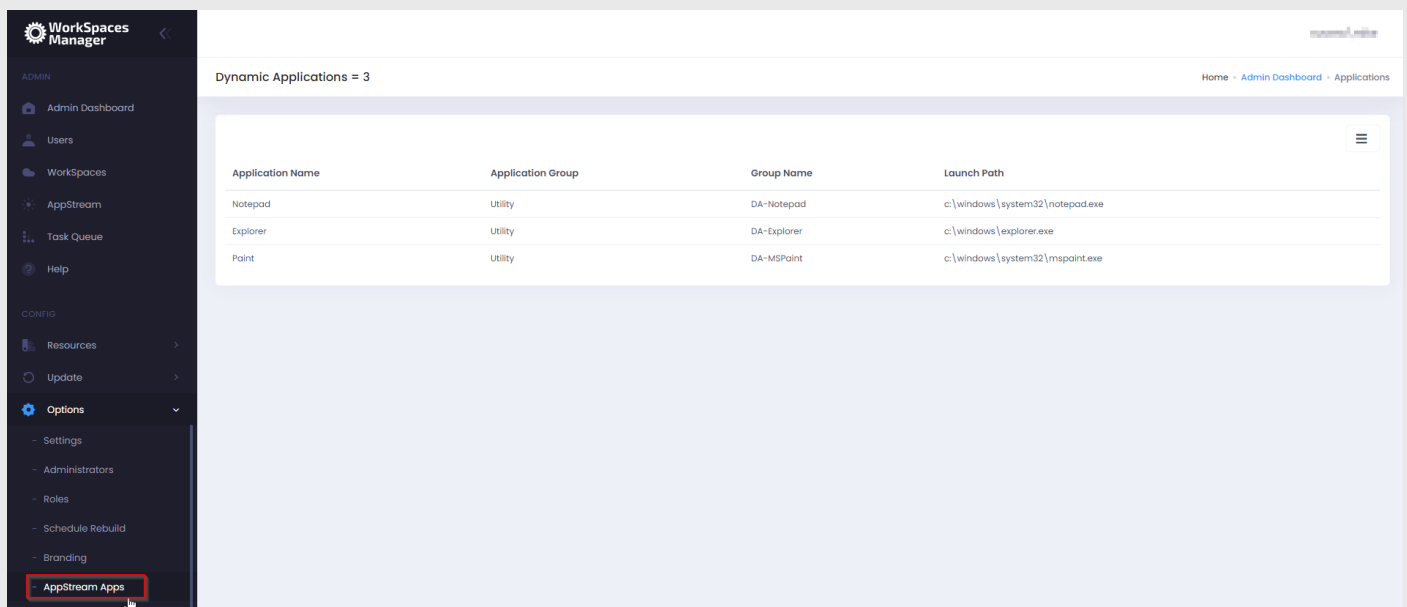 WorkSpaces
Manager
ADMIN
Admin Dashboard
Users
WorkSpaces
AppStream
Task Queue
Help
CONFIG
Resources
Update
Options
- Settings
- Administrators
- Roles
- Schedule Rebuild
- Branding
- AppStream Apps
Dynamic Applications = 3
Home • Admin Dashboard • Applications
Application Name Application Group Group Name Launch Path
Notepad Utility DA-Notepad c:\windows\system32\notepad.exe
Explorer Utility DA-Explorer c:\windows\explorer.exe
Paint Utility DA-MSPaint c:\windows\system32\mspaint.exe